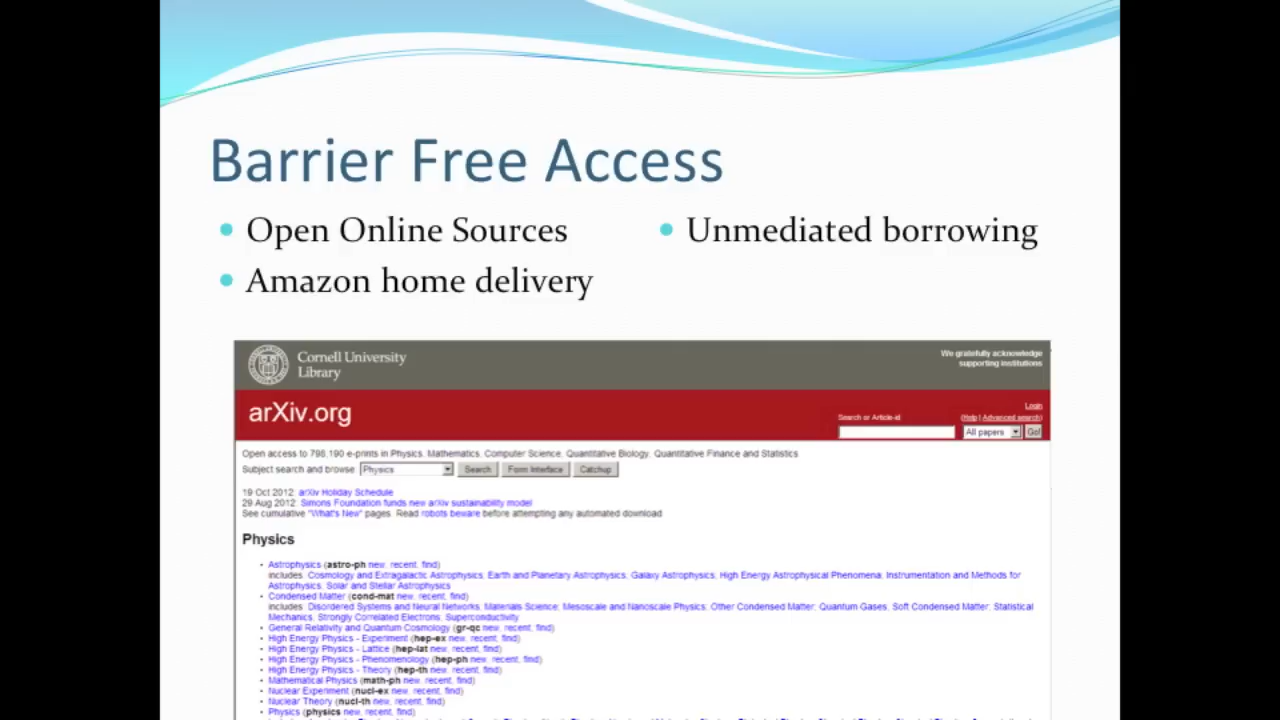 Barrier Free Access
Open Online Sources
Amazon home delivery
Unmediated borrowing
Cornell University
Library
We gratefully acknowledge
supporting institutions
arXiv.org
Login
Search or Article-id
(Help | Advanced search)
All papers
Go!
Open access to 798,190 e-prints in Physics, Mathematics, Computer Science, Quantitative Biology, Quantitative Finance and Statistics
Subject search and browse Physics Search Form Interface Catchup
19 Oct 2012: arXiv Holiday Schedule
29 Aug 2012: Simons Foundation funds new arXiv sustainability model
See cumulative "What's New" pages. Read robots beware before attempting any automated download
Physics
Astrophysics (astro-ph new, recent, find)
includes: Cosmology and Extragalactic Astrophysics, Earth and Planetary Astrophysics, Galaxy Astrophysics, High Energy Astrophysical Phenomena, Instrumentation and Methods for
Astrophysics, Solar and Stellar Astrophysics
Condensed Matter (cond-mat new, recent, find)
includes: Disordered Systems and Neural Networks, Materials Science, Mesoscale and Nanoscale Physics, Other Condensed Matter, Quantum Gases, Soft Condensed Matter, Statistical
Mechanics, Strongly Correlated Electrons, Superconductivity
General Relativity and Quantum Cosmology (gr-qc new, recent, find)
High Energy Physics - Experiment (hep-ex new, recent, find)
High Energy Physics - Lattice (hep-lat new, recent, find)
High Energy Physics - Phenomenology (hep-ph new, recent, find)
High Energy Physics - Theory (hep-th new, recent, find)
Mathematical Physics (math-ph new, recent, find)
Nuclear Experiment (nucl-ex new, recent, find)
Nuclear Theory (nucl-th new, recent, find)
Physics (physics new, recent, find)